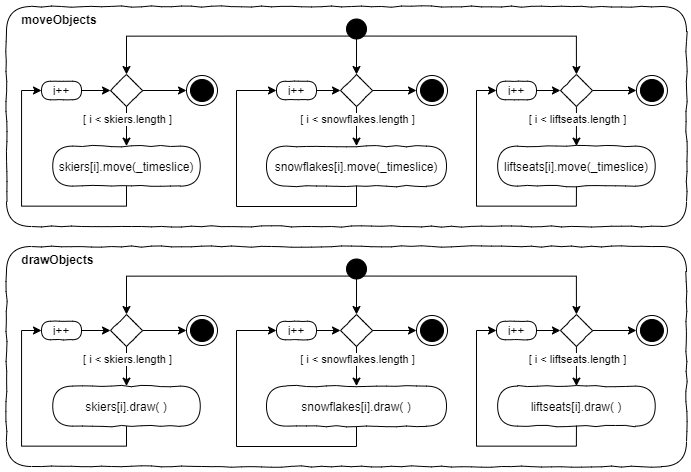 moveObjects
i++ i++ i++
[ i < skiers.length ] [ i < snowflakes.length ] [ i < liftseats.length ]
skiers[i].move(_timeslice) snowflakes[i].move(_timeslice) liftseats[i].move(_timeslice)
drawObjects
i++ i++ i++
[ i < skiers.length ] [ i < snowflakes.length ] [ i < liftseats.length ]
skiers[i].draw( ) snowflakes[i].draw( ) liftseats[i].draw( )